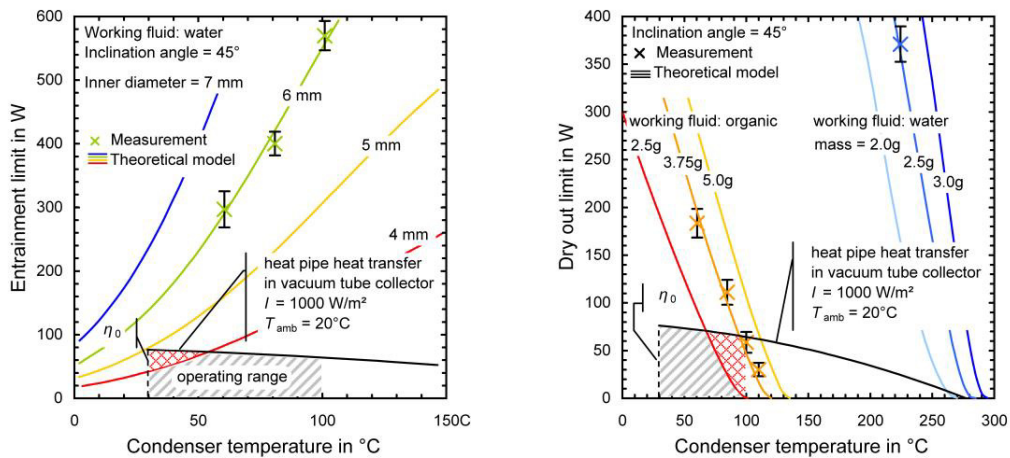 Entrainment limit in W
600
500
400
300
200
100
0
Working fluid: water
Inclination angle = 45°
Inner diameter = 7 mm
6 mm
5 mm
4 mm
Measurement
Theoretical model
heat pipe heat transfer
in vacuum tube collector
I = 1000 W/m²
T amb = 20°C
η0
operating range
0
50
100
150C
Condenser temperature in °C
Dry out limit in W
400
350
300
250
200
150
100
50
0
Inclination angle = 45°
Measurement
Theoretical model
working fluid: organic
2.5g
3.75g
5.0g
working fluid: water
mass = 2.0g
2.5g
3.0g
heat pipe heat transfer
in vacuum tube collector
I = 1000 W/m²
T amb = 20°C
η0
0
50
100
150
200
250
300
Condenser temperature in °C